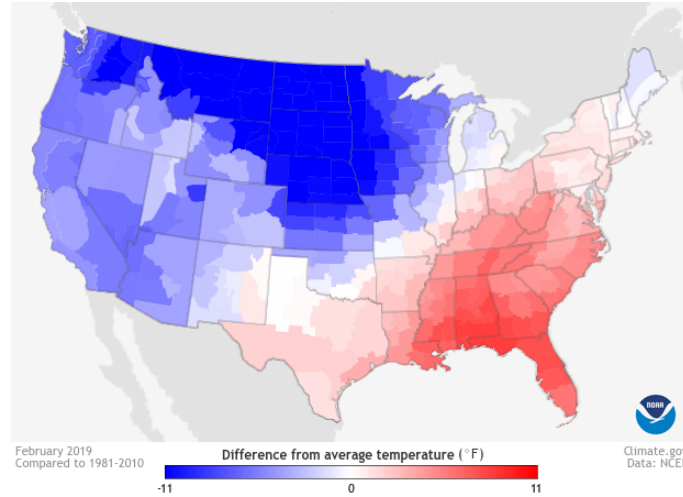 NOAA
February 2019
Compared to 1981-2010
Difference from average temperature (°F)
-11
0
11
Climate.gov
Data: NCEI